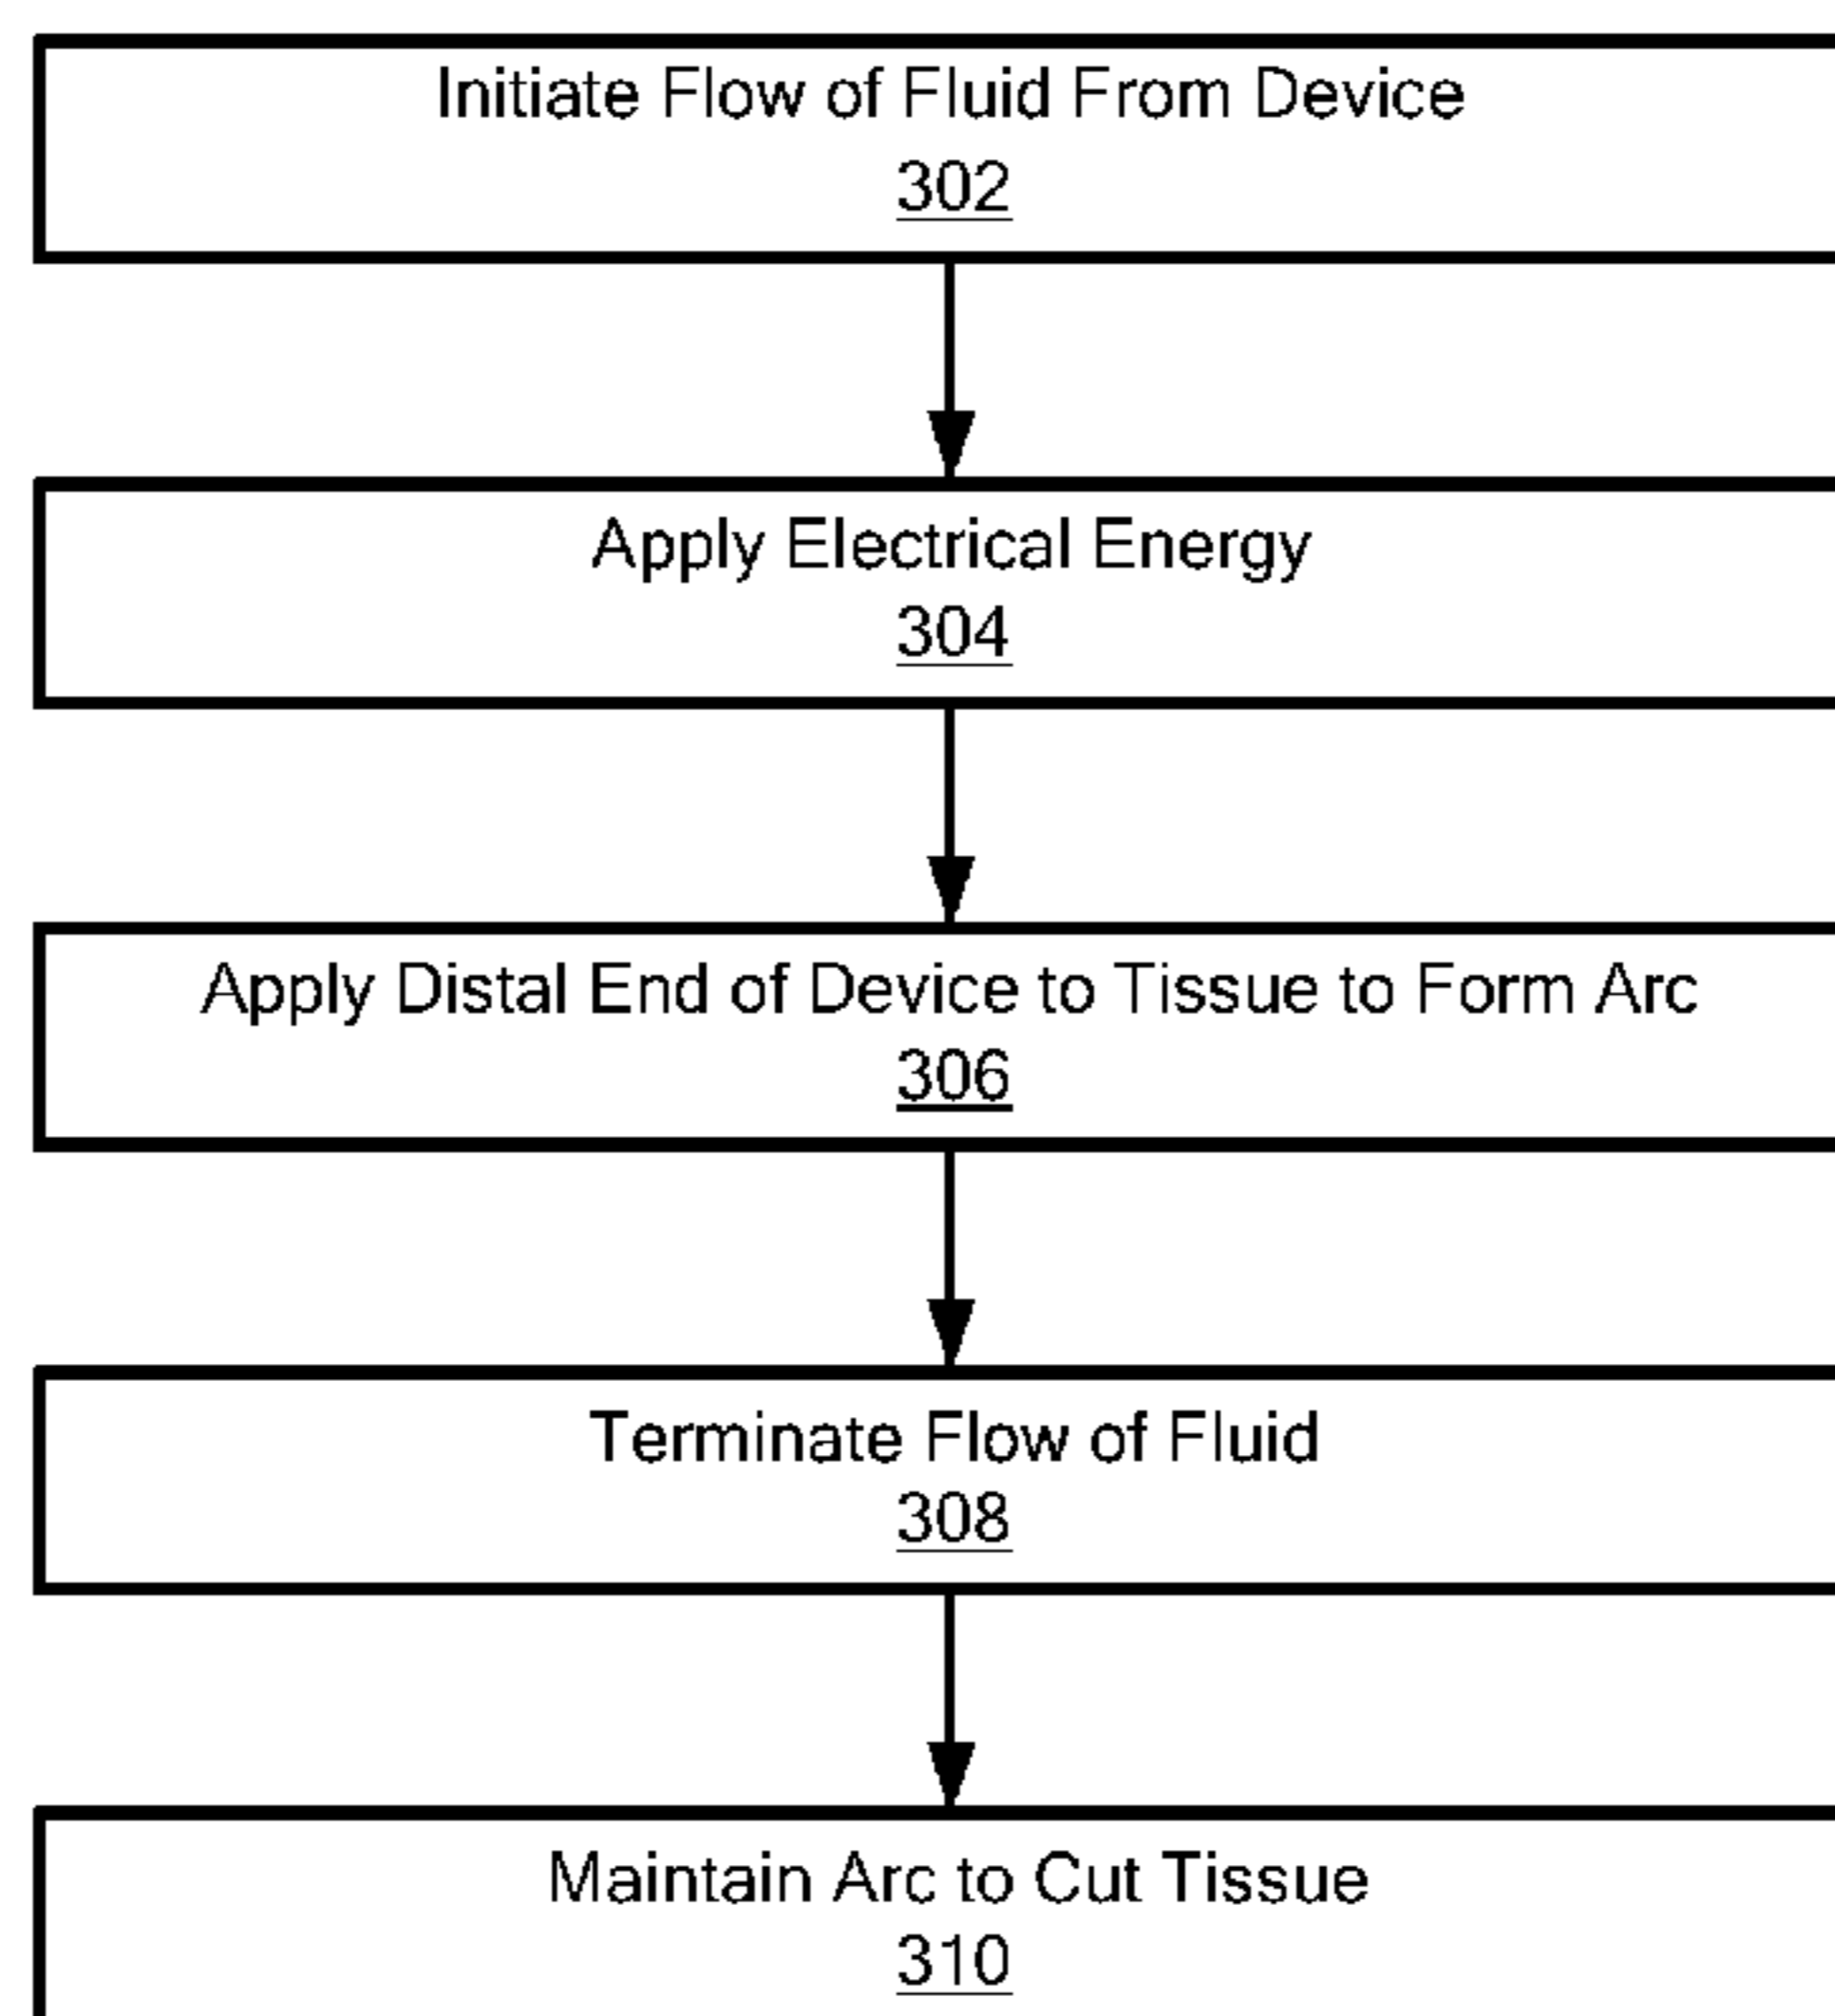 Initiate Flow of Fluid From Device
302
Apply Electrical Energy
304
Apply Distal End of Device to Tissue to Form Arc
306
Terminate Flow of Fluid
308
Maintain Arc to Cut Tissue
310